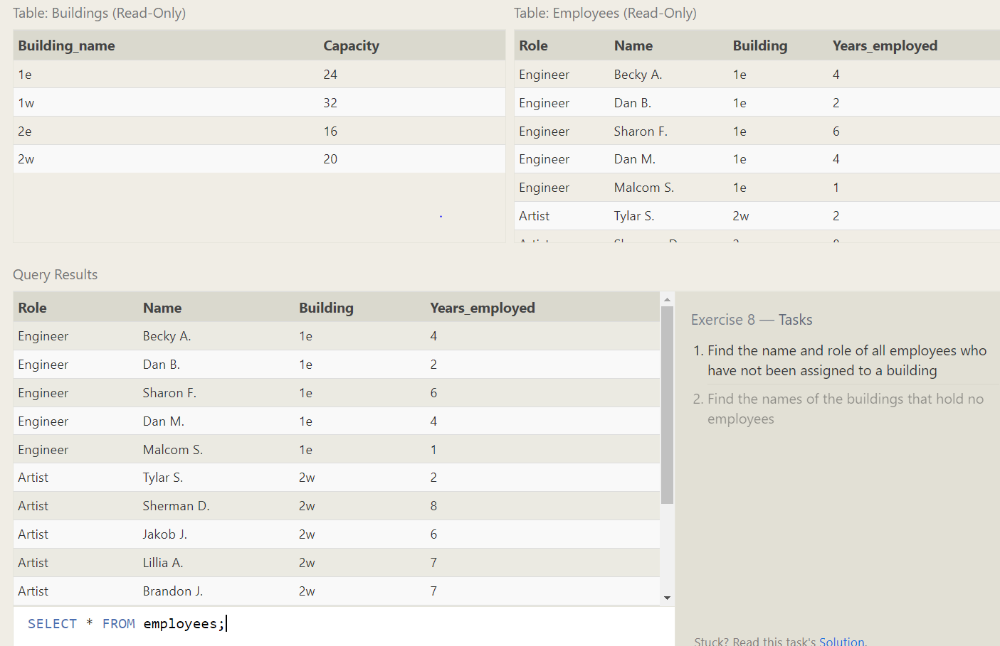 Table: Buildings (Read-Only)
Building_name Capacity
1e 24
1w 32
2e 16
2w 20
Table: Employees (Read-Only)
Role Name Building Years_employed
Engineer Becky A. 1e 4
Engineer Dan B. 1e 2
Engineer Sharon F. 1e 6
Engineer Dan M. 1e 4
Engineer Malcom S. 1e 1
Artist Tylar S. 2w 2
Query Results
Role Name Building Years_employed
Engineer Becky A. 1e 4
Engineer Dan B. 1e 2
Engineer Sharon F. 1e 6
Engineer Dan M. 1e 4
Engineer Malcom S. 1e 1
Artist Tylar S. 2w 2
Artist Sherman D. 2w 8
Artist Jakob J. 2w 6
Artist Lillia A. 2w 7
Artist Brandon J. 2w 7
SELECT * FROM employees;
Exercise 8 — Tasks
1. Find the name and role of all employees who
have not been assigned to a building
2. Find the names of the buildings that hold no
employees
Stuck? Read this task's Solution.